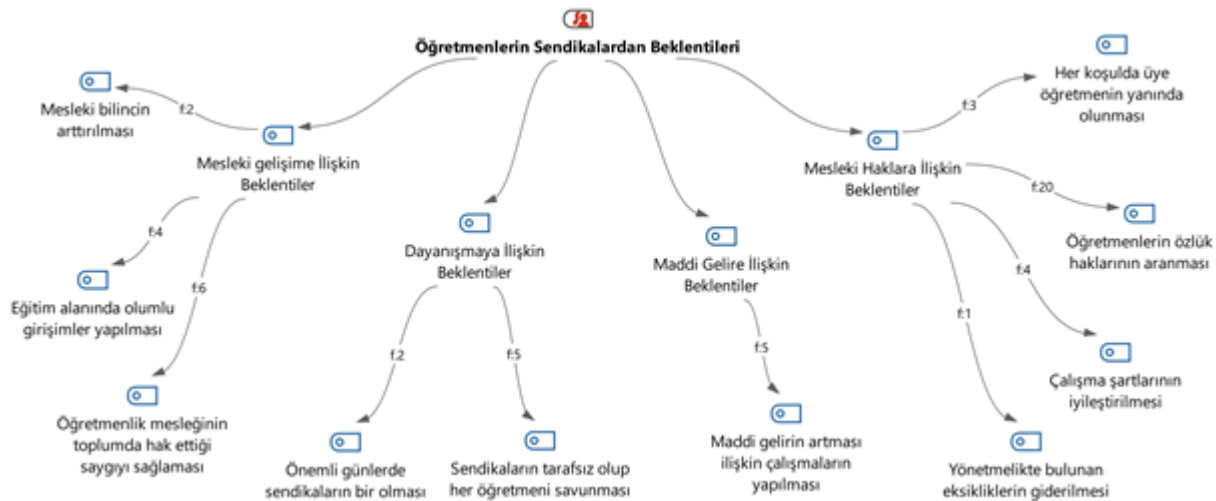 Öğretmenlerin Sendikalardan Beklentileri
f:2
Mesleki bilincin
arttırılması
Mesleki gelişime İlişkin
Beklentiler
f:4
Eğitim alanında olumlu
girişimler yapılması
f:6
Öğretmenlik mesleğinin
toplumda hak ettiği
saygıyı sağlaması
Dayanışmaya İlişkin
Beklentiler
f:2
Önemli günlerde
sendikaların bir olması
f:5
Sendikaların tarafsız olup
her öğretmeni savunması
Maddi Gelire İlişkin
Beklentiler
f:5
Maddi gelirin artması
ilişkin çalışmaların
yapılması
Mesleki Haklara İlişkin
Beklentiler
f:3
Her koşulda üye
öğretmenin yanında
olunması
f:20
Öğretmenlerin özlük
haklarının aranması
f:4
Çalışma şartlarının
iyileştirilmesi
f:1
Yönetmelikte bulunan
eksikliklerin giderilmesi